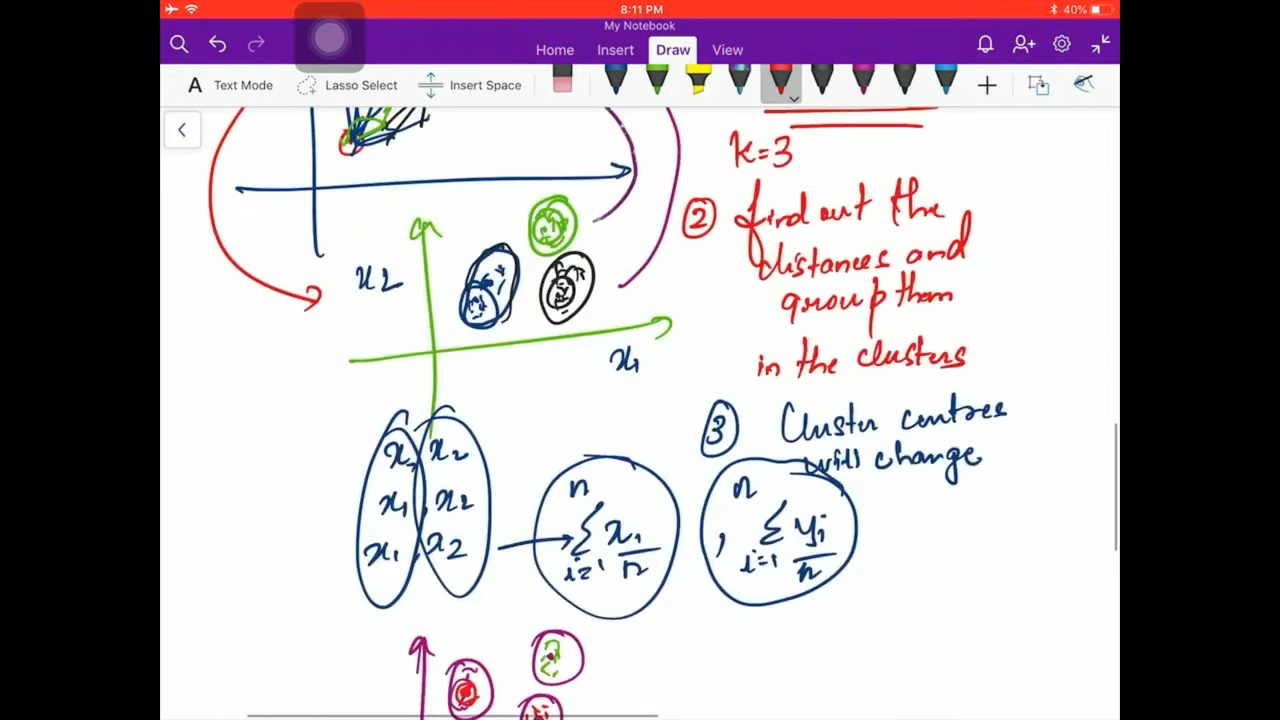 8:11 PM
40%
My Notebook
Home Insert Draw View
A Text Mode Lasso Select Insert Space
K=3
② find out the
distances and
group them
in the clusters
x2
x1
③ Cluster centres
will change
x1, x2
x1, x2
x1, x2
n
Σ x1/n
i=1
, n
Σ yi/n
i=1